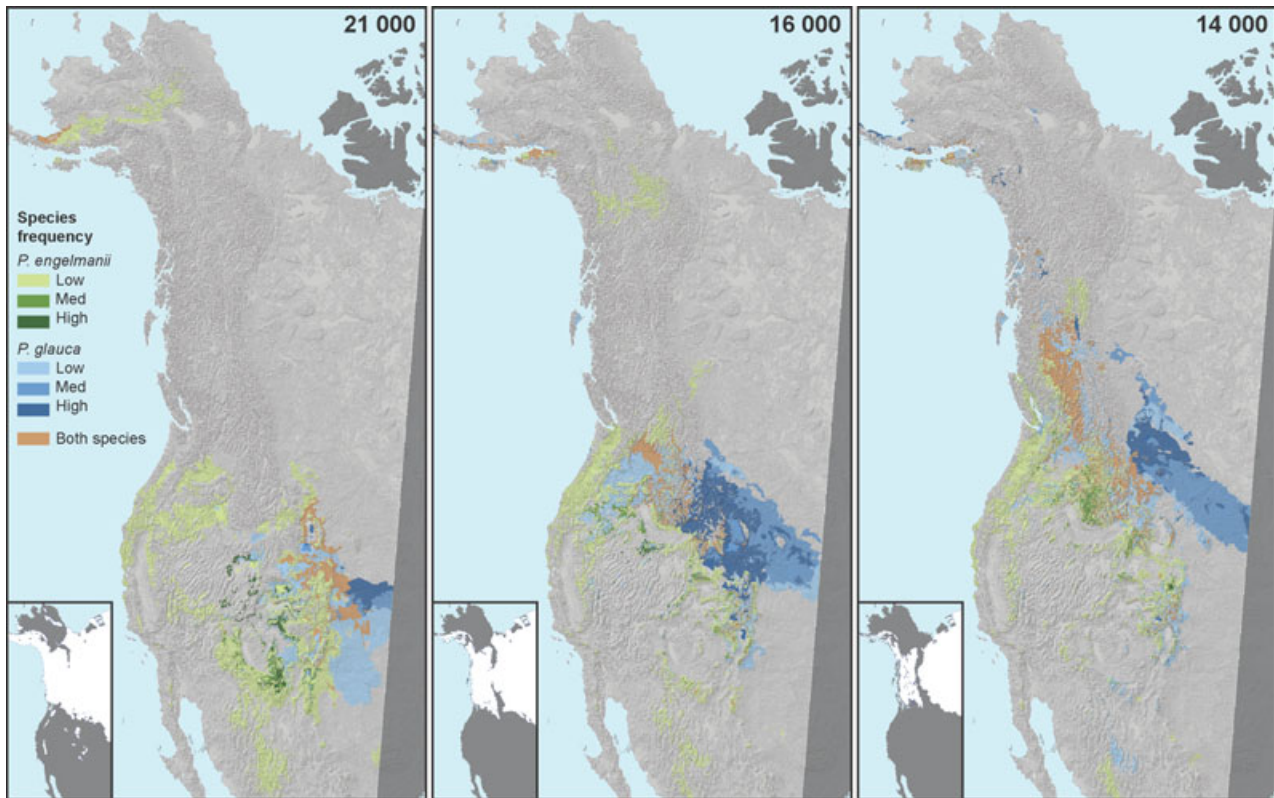 21 000
16 000
14 000
Species
frequency
P. engelmanii
Low
Med
High
P. glauca
Low
Med
High
Both species